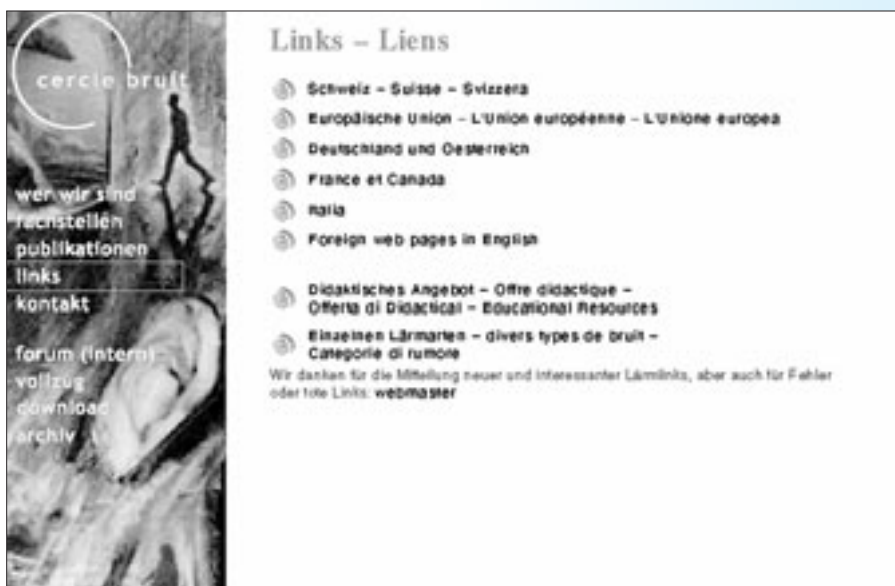 cercle bruit
wer wir sind
fachstellen
publikationen
links
kontakt
forum (intern)
vollzug
download
archiv
Links – Liens
Schweiz – Suisse – Svizzera
Europäische Union – L'Union européenne – L'Unione europea
Deutschland und Oesterreich
France et Canada
Italia
Foreign web pages in English
Didaktisches Angebot – Offre didactique –
Offerta di Didactical – Educational Resources
Einzelnen Lärmarten – divers types de bruit –
Categorie di rumore
Wir danken für die Mitteilung neuer und interessanter Lärmlinks, aber auch für Fehler
oder tote Links: webmaster